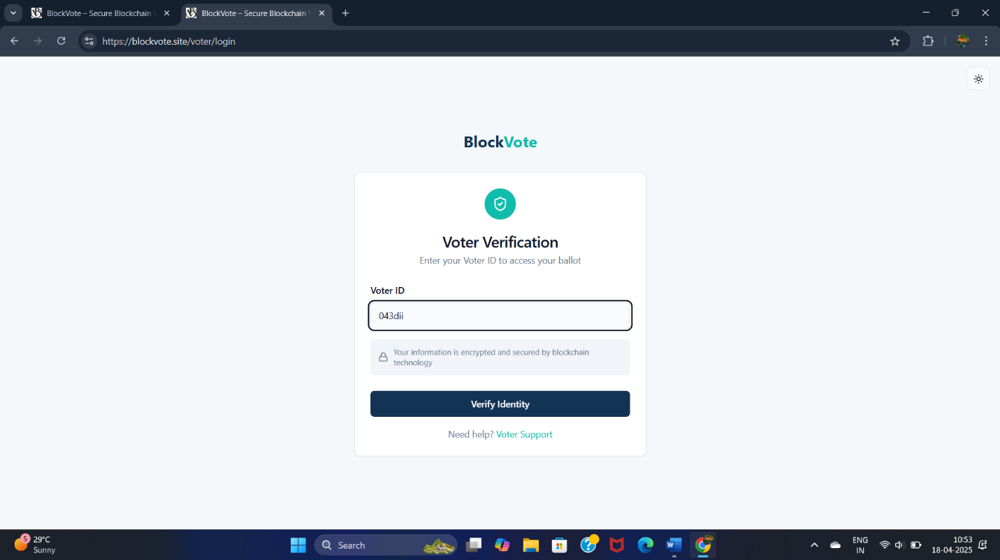 BlockVote – Secure Blockchain V
BlockVote – Secure Blockchain V
https://blockvote.site/voter/login
BlockVote
Voter Verification
Enter your Voter ID to access your ballot
Voter ID
043dii
Your information is encrypted and secured by blockchain
technology
Verify Identity
Need help? Voter Support
5
29°C
Sunny
Search
ENG
IN
10:53
18-04-2025